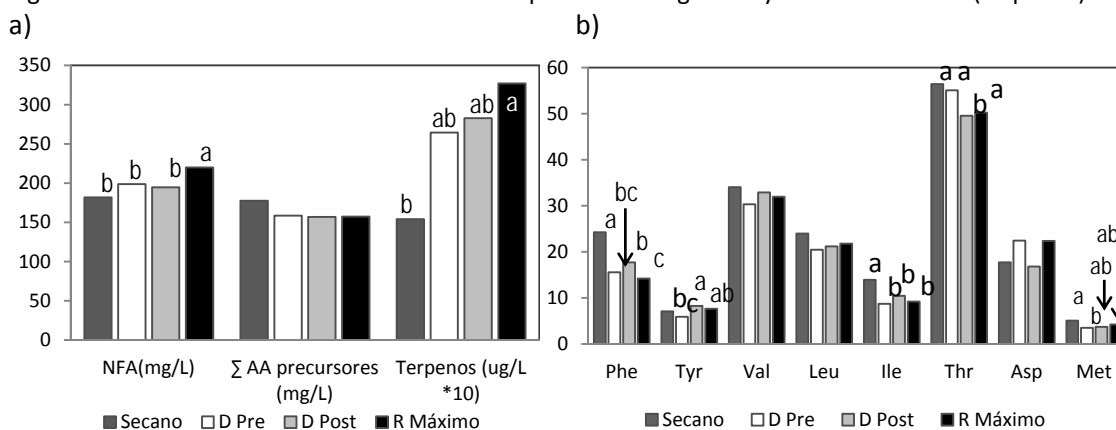 a)
350
300
250
200
150
100
50
0
b b b a
b ab ab a
NFA(mg/L) ∑ AA precursores (mg/L) Terpenos (ug/L *10)
Secano D Pre D Post R Máximo
b)
60
50
40
30
20
10
0
a bc b c
bc a ab
a b b b
a a b a
a b ab ab
Phe Tyr Val Leu Ile Thr Asp Met
Secano D Pre D Post R Máximo